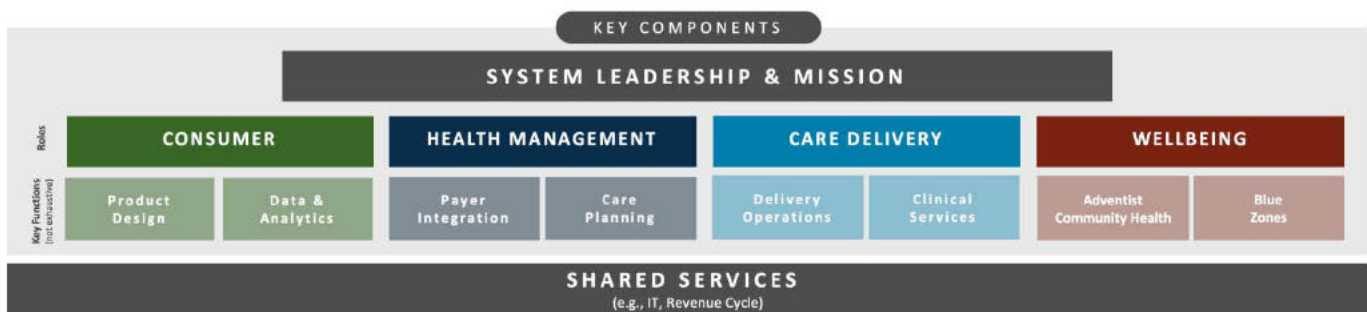 KEY COMPONENTS
SYSTEM LEADERSHIP & MISSION
Roles
CONSUMER
HEALTH MANAGEMENT
CARE DELIVERY
WELLBEING
Key Functions
(not exhaustive)
Product
Design
Data &
Analytics
Payer
Integration
Care
Planning
Delivery
Operations
Clinical
Services
Adventist
Community Health
Blue
Zones
SHARED SERVICES
(e.g., IT, Revenue Cycle)